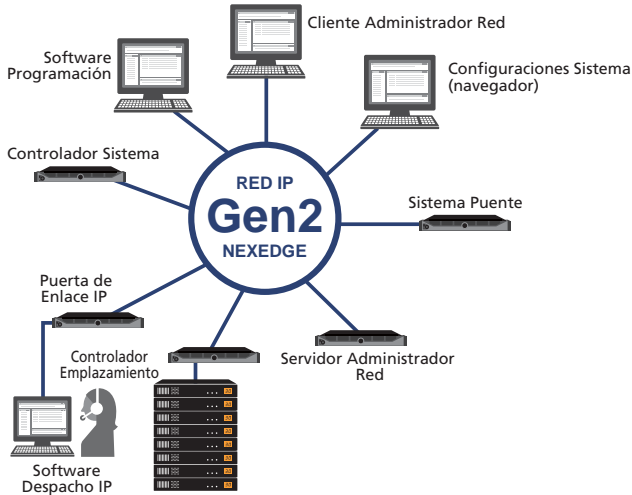 Cliente Administrador Red
Software
Programación
Configuraciones Sistema
(navegador)
Controlador Sistema
RED IP
Gen2
NEXEDGE
Sistema Puente
Puerta de
Enlace IP
Controlador
Emplazamiento
Servidor Administrador
Red
Software
Despacho IP